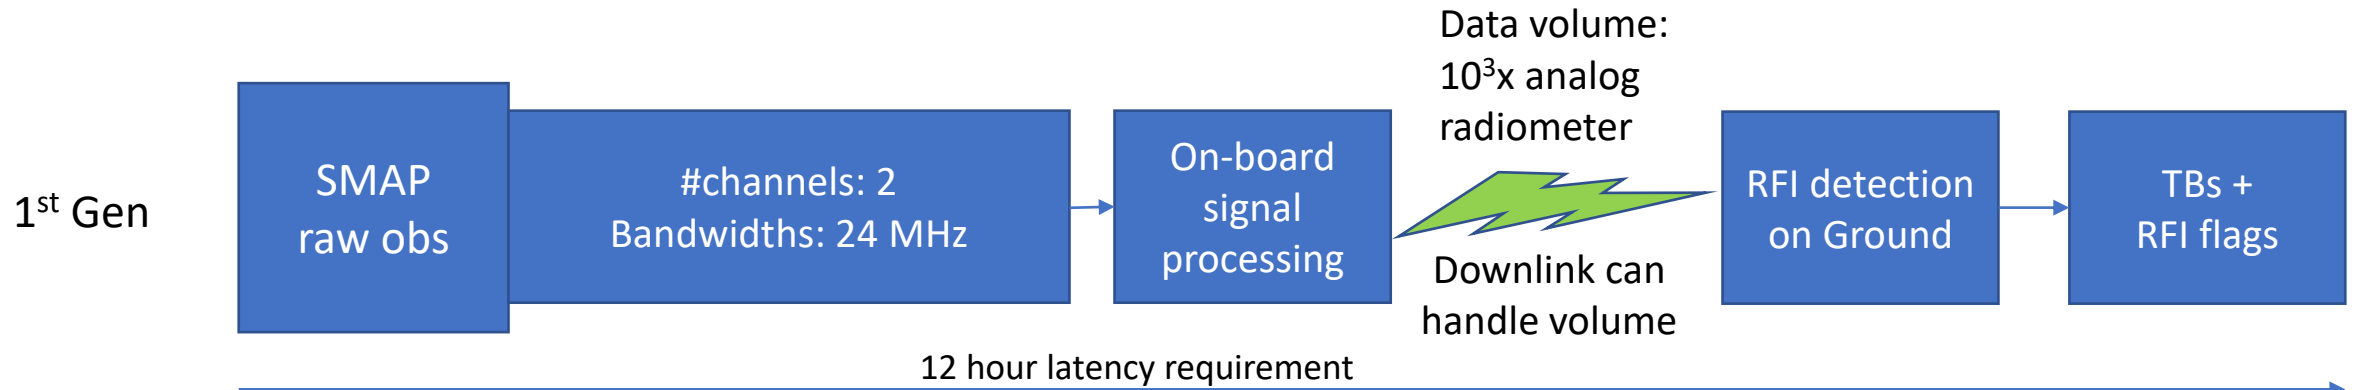 1st Gen
SMAP
raw obs
#channels: 2
Bandwidths: 24 MHz
On-board
signal
processing
Data volume:
10³x analog
radiometer
Downlink can
handle volume
RFI detection
on Ground
TBs +
RFI flags
12 hour latency requirement